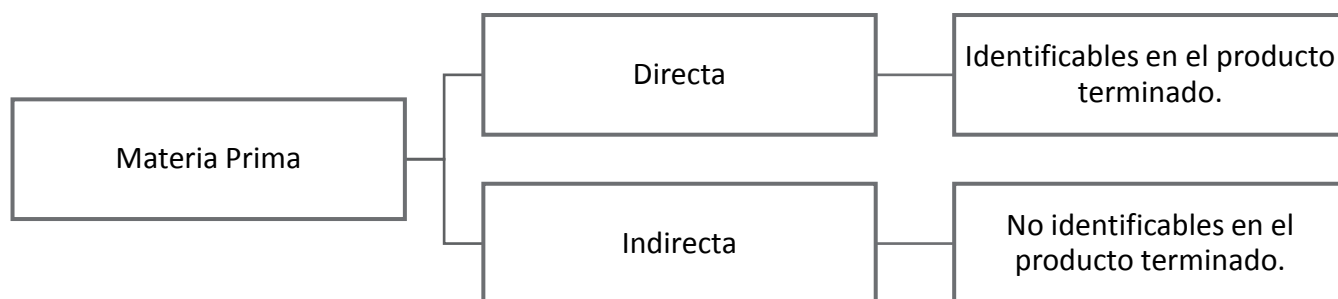 Materia Prima
Directa
Identificables en el producto
terminado.
Indirecta
No identificables en el
producto terminado.